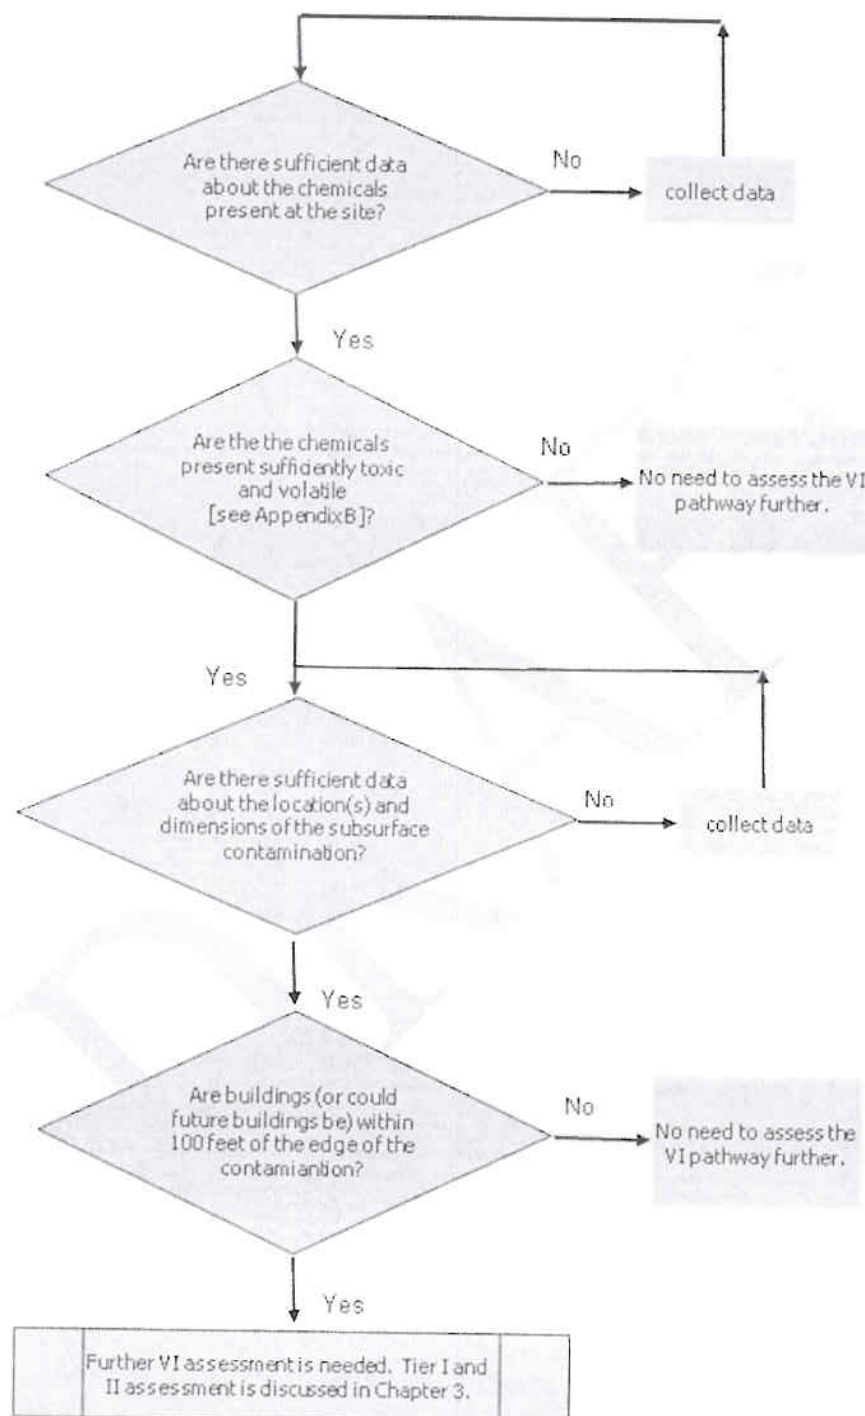 Are there sufficient data
about the chemicals
present at the site?
No
collect data
Yes
Are the the chemicals
present sufficiently toxic
and volatile
[see Appendix B]?
No
No need to assess the VI
pathway further.
Yes
Are there sufficient data
about the location(s) and
dimensions of the subsurface
contamination?
No
collect data
Yes
Are buildings (or could
future buildings be) within
100 feet of the edge of the
contamiantion?
No
No need to assess the
VI pathway further.
Yes
Further VI assessment is needed. Tier I and
II assessment is discussed in Chapter 3.
DRAFT